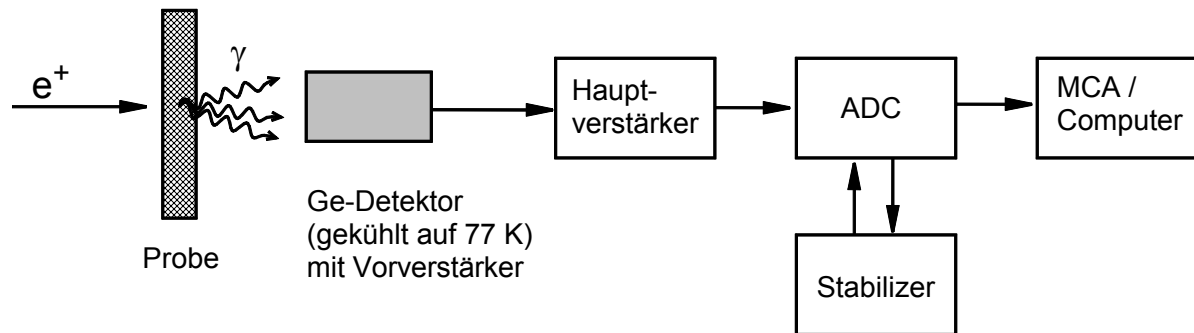 e⁺
γ
Probe
Ge-Detektor
(gekühlt auf 77 K)
mit Vorverstärker
Haupt-
verstärker
ADC
Stabilizer
MCA /
Computer